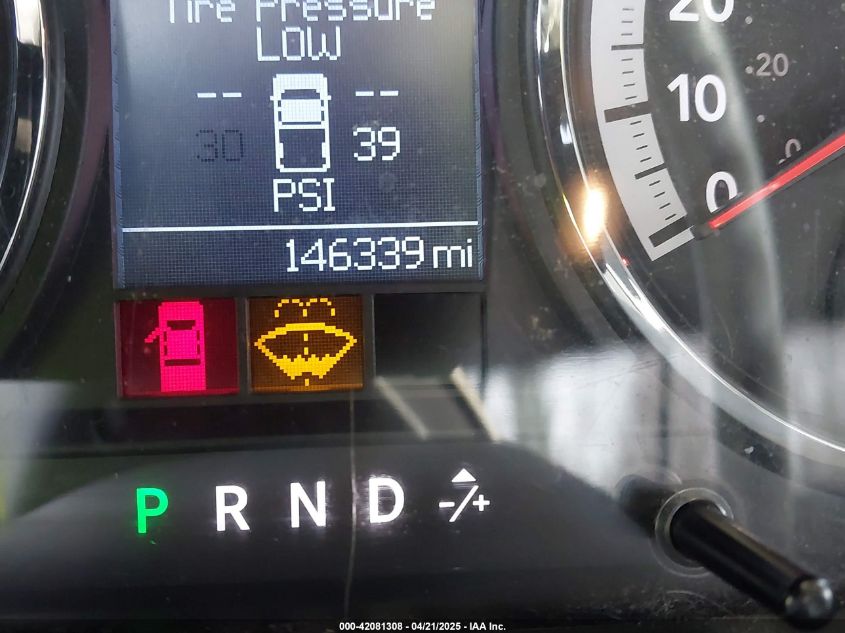 Tire Pressure
LOW
-- --
30 39
PSI
146339 mi
20
10
0
20
0
P R N D -/+
000-42081308 - 04/21/2025 - IAA Inc.